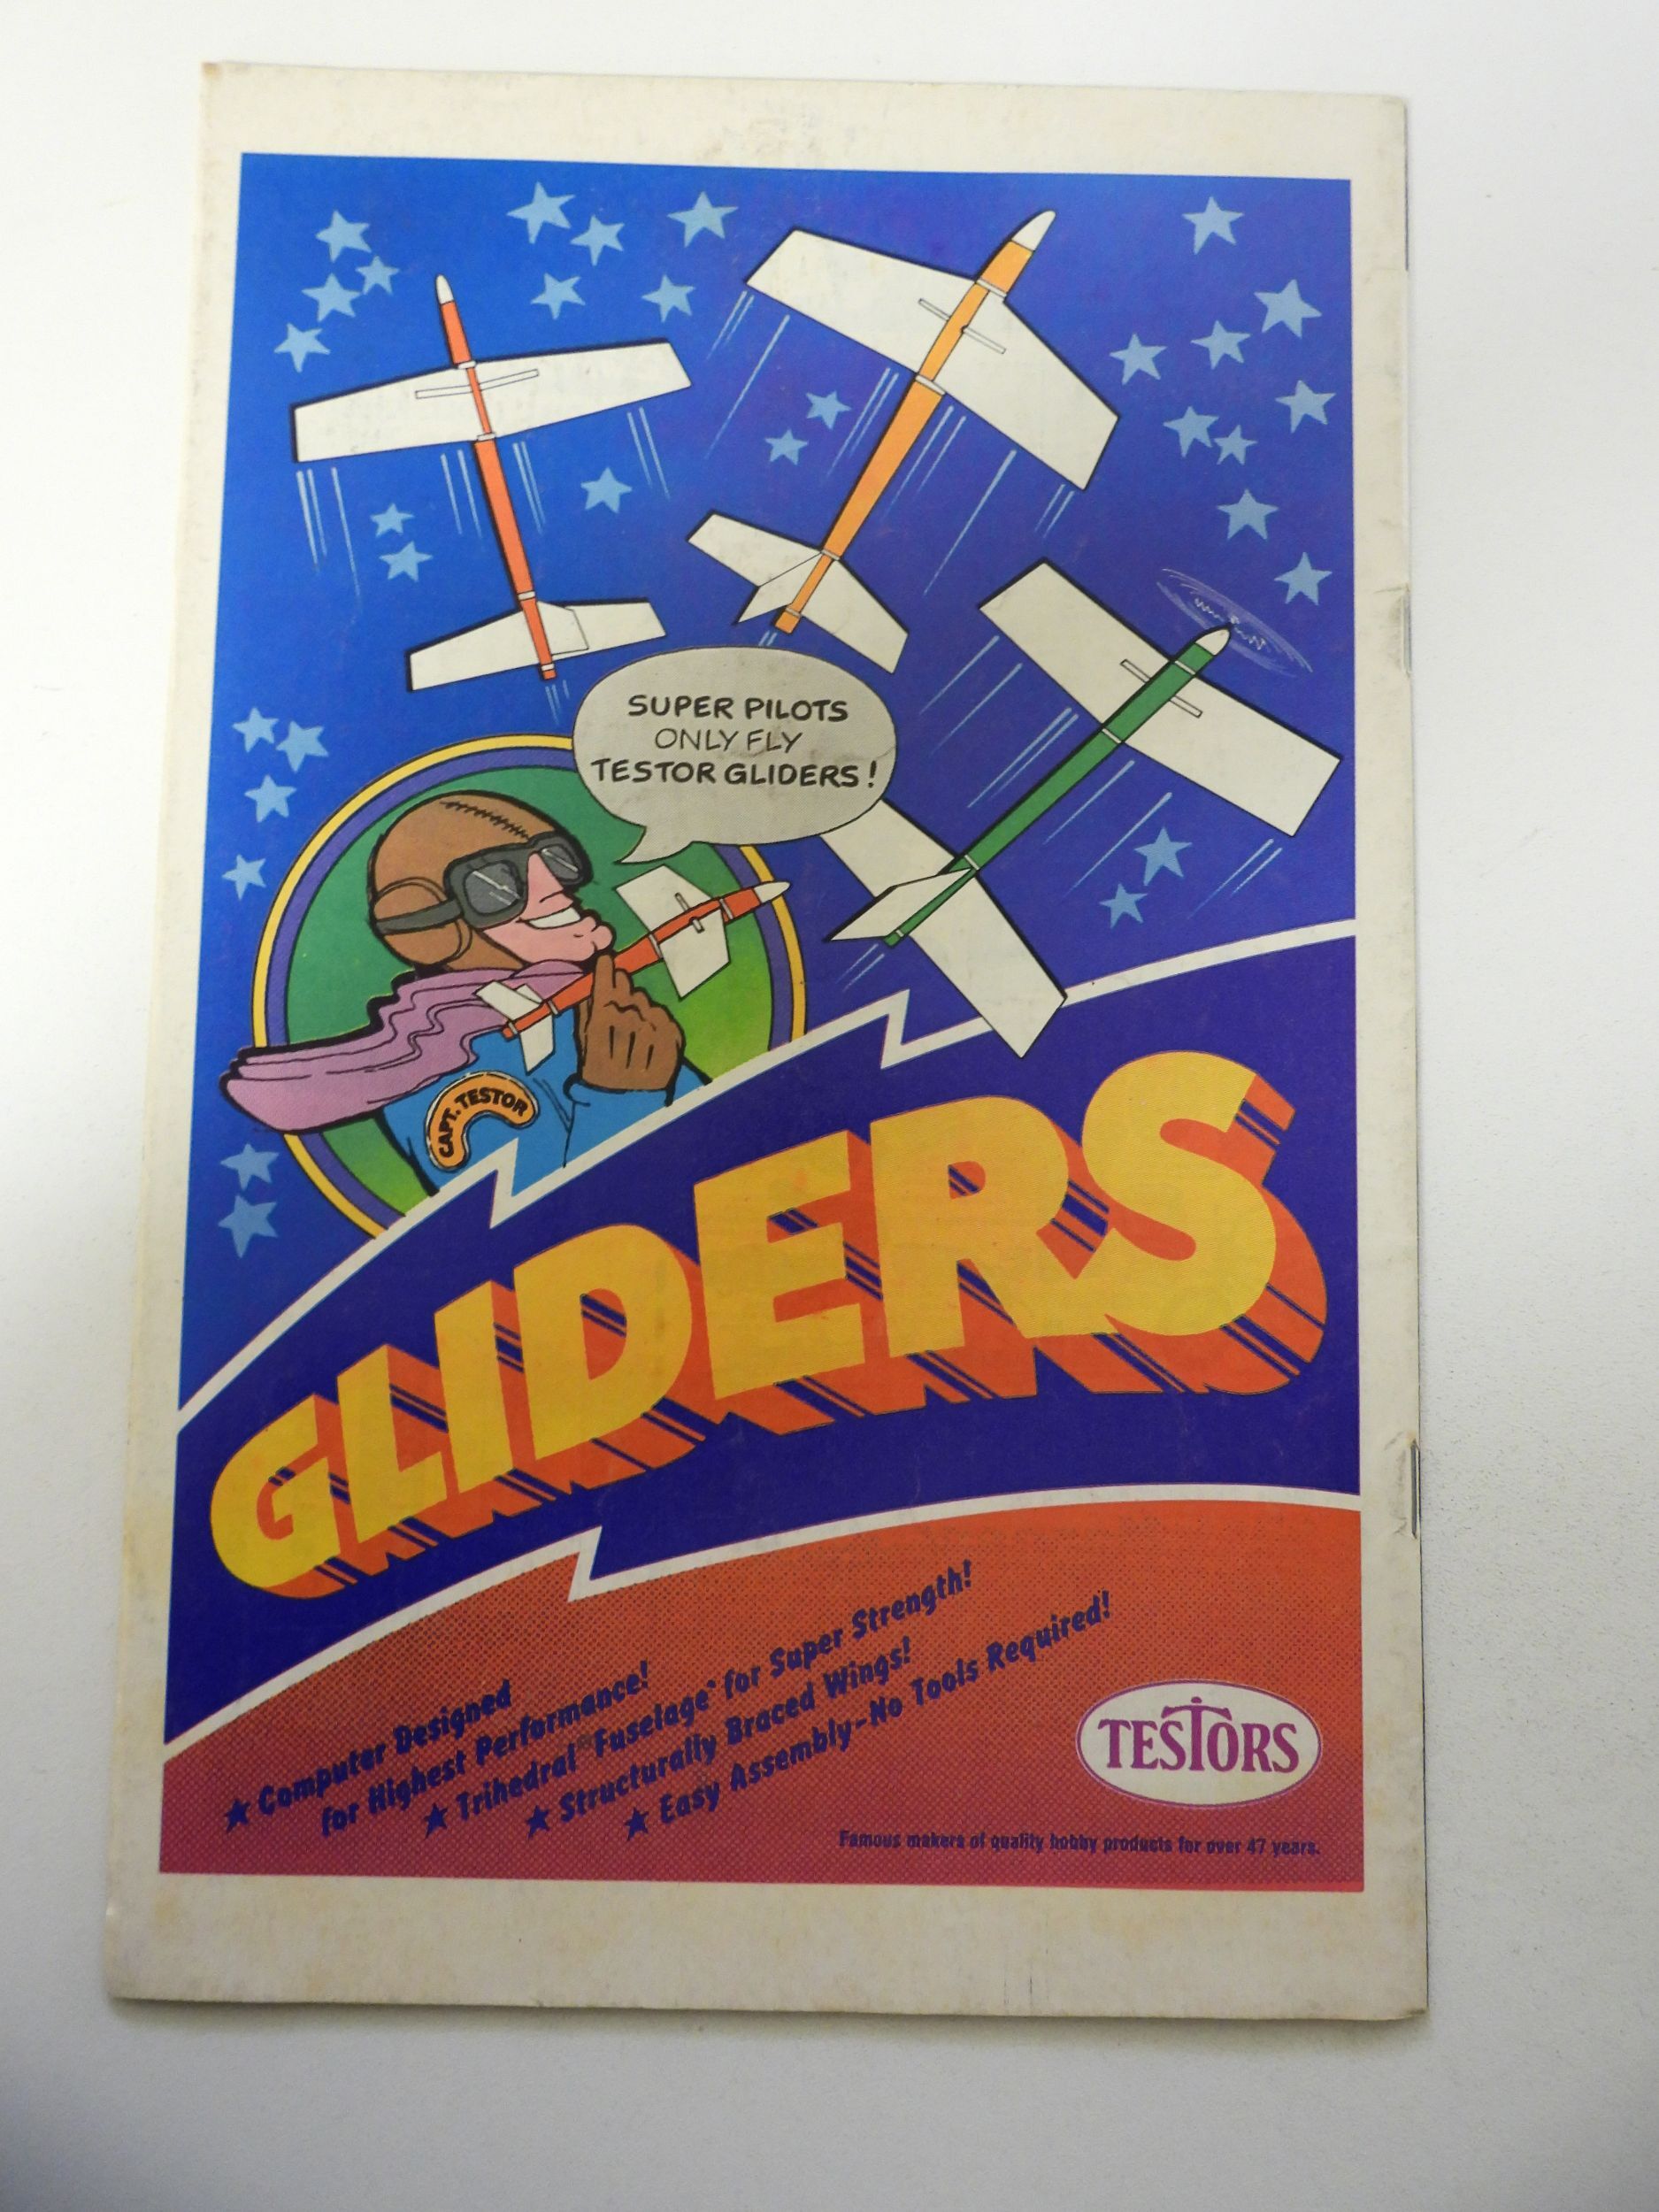 SUPER PILOTS
ONLY FLY
TESTOR GLIDERS!
CAPT. TESTOR
GLIDERS
★ Computer Designed
for Highest Performance!
★ Trihedral® Fuselage* for Super Strength!
★ Structurally Braced Wings!
★ Easy Assembly-No Tools Required!
TESTORS
Famous makers of quality hobby products for over 47 years.